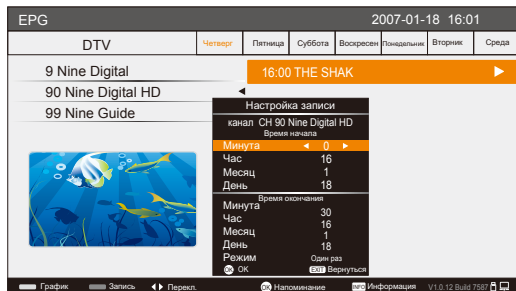 EPG 2007-01-18 16:01
DTV Четверг Пятница Суббота Воскресен Понедельник Вторник Среда
9 Nine Digital 16:00 THE SHAK
90 Nine Digital HD
99 Nine Guide
Настройка записи
канал CH 90 Nine Digital HD
Время начала
Минута 0
Час 16
Месяц 1
День 18
Время окончания
Минута 30
Час 16
Месяц 1
День 18
Режим Один раз
OK OK EXIT Вернуться
График Запись Перекл. OK Напоминание INFO Информация V1.0.12 Build 7587